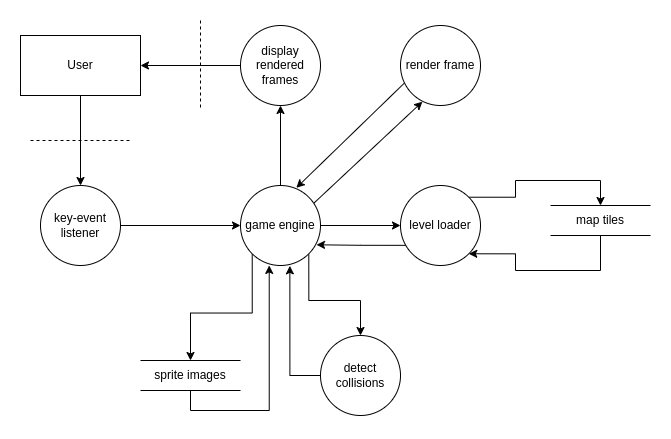 User
display
rendered
frames
render frame
key-event
listener
game engine
level loader
map tiles
sprite images
detect
collisions